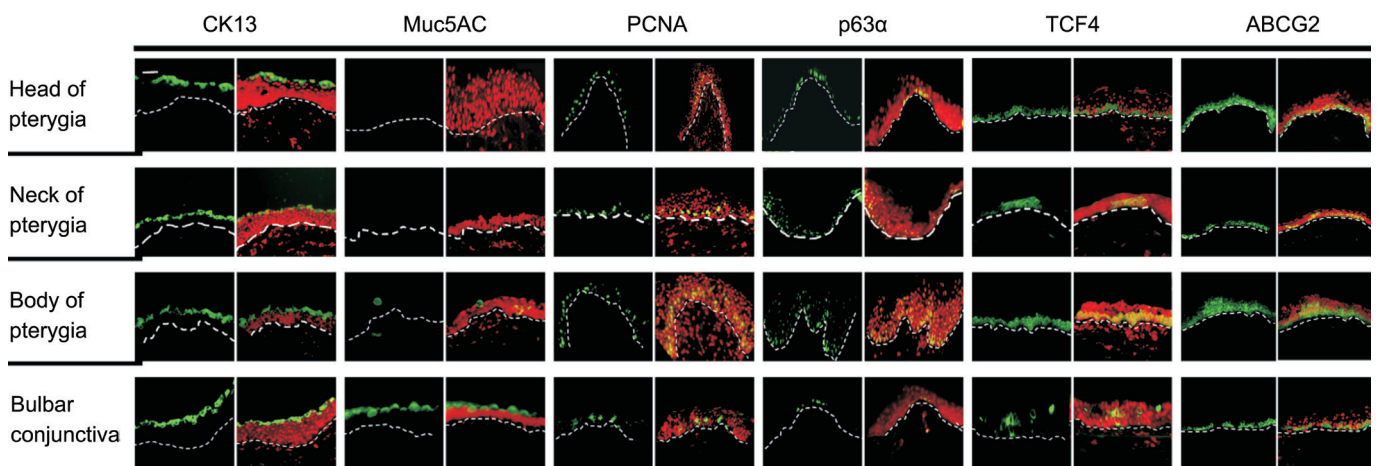 CK13 Muc5AC PCNA p63α TCF4 ABCG2
Head of
pterygia
Neck of
pterygia
Body of
pterygia
Bulbar
conjunctiva